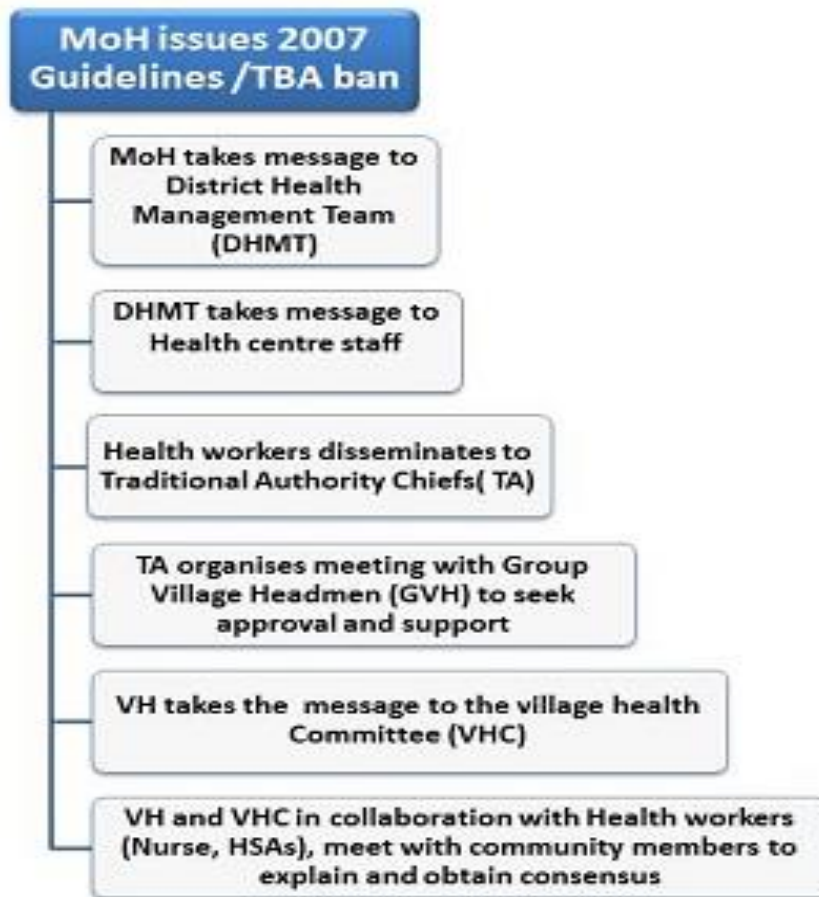 MoH issues 2007
Guidelines /TBA ban
MoH takes message to
District Health
Management Team
(DHMT)
DHMT takes message to
Health centre staff
Health workers disseminates to
Traditional Authority Chiefs( TA)
TA organises meeting with Group
Village Headmen (GVH) to seek
approval and support
VH takes the message to the village health
Committee (VHC)
VH and VHC in collaboration with Health workers
(Nurse, HSAs), meet with community members to
explain and obtain consensus